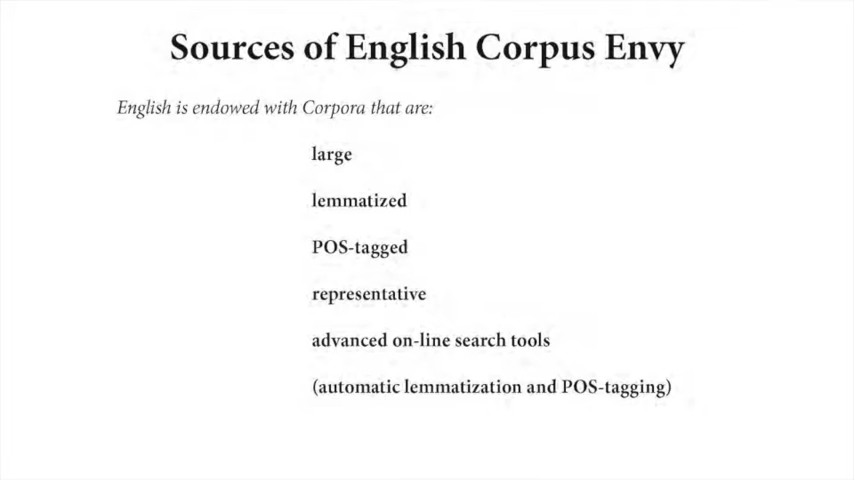 Sources of English Corpus Envy
English is endowed with Corpora that are:
large
lemmatized
POS-tagged
representative
advanced on-line search tools
(automatic lemmatization and POS-tagging)